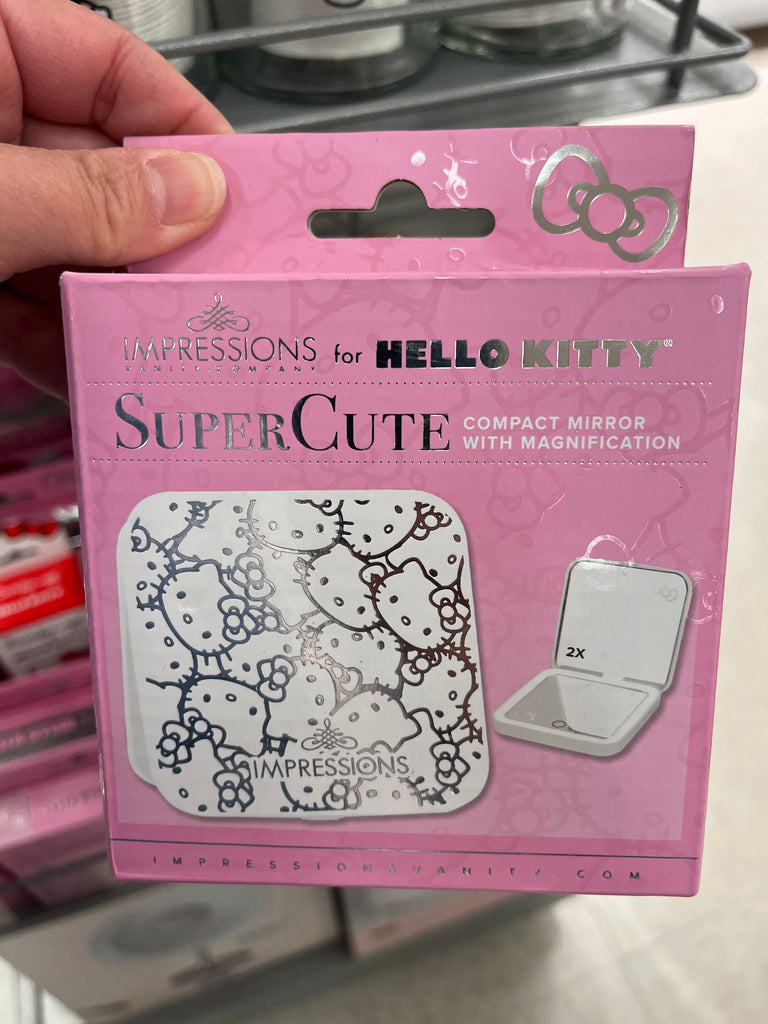 IMPRESSIONS
VANITY·COMPANY
for HELLO KITTY®
SUPERCUTE
COMPACT MIRROR
WITH MAGNIFICATION
2X
IMPRESSIONS
IMPRESSIONSVANITY.COM